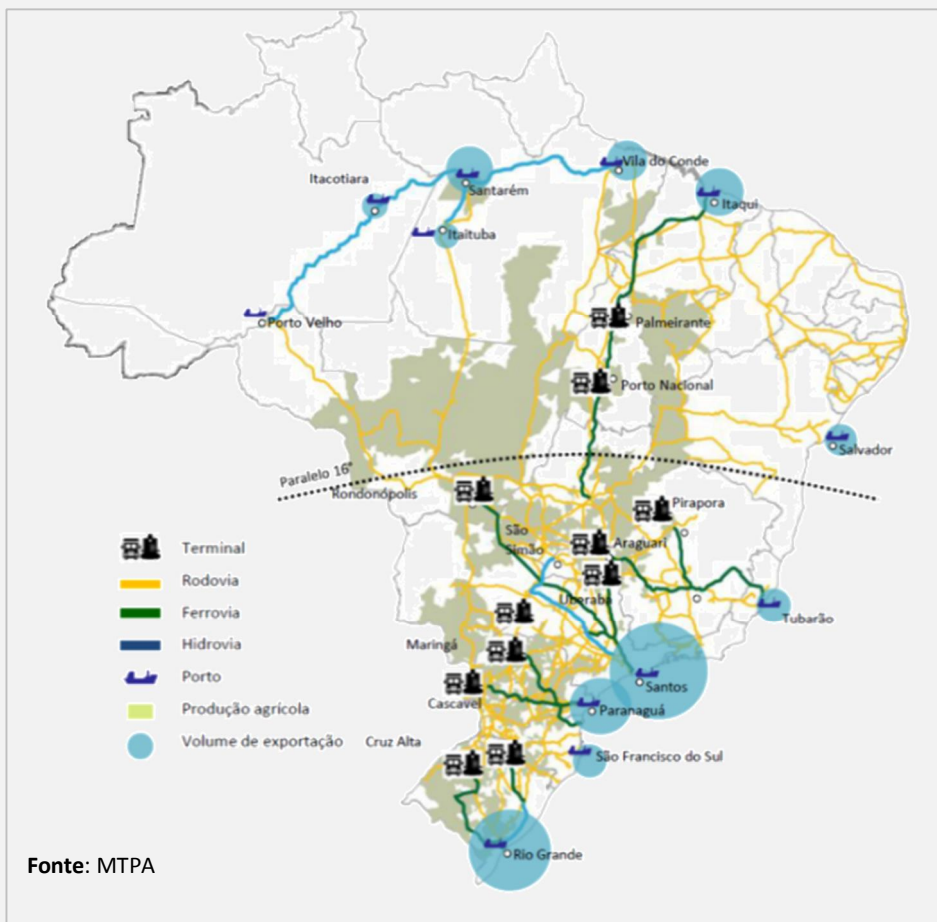 Vila do Conde
Itacotiara
Santarém
Itaqui
Itaituba
Porto Velho
Palmeirante
Porto Nacional
Salvador
Paralelo 16°
Rondonópolis
Pirapora
São
Simão
Araguari
Uberaba
Tubarão
Maringá
Santos
Cascavel
Paranaguá
São Francisco do Sul
Rio Grande
Terminal
Rodovia
Ferrovia
Hidrovia
Porto
Produção agrícola
Volume de exportação
Cruz Alta
Fonte: MTPA